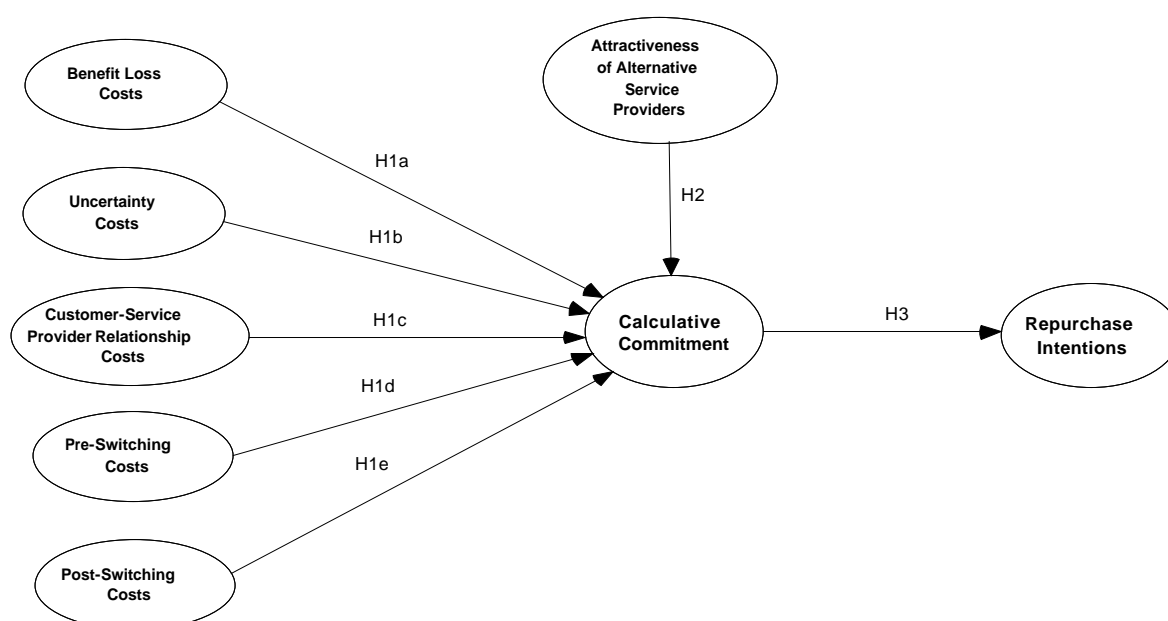 Benefit Loss
Costs
Attractiveness
of Alternative
Service
Providers
H1a
Uncertainty
Costs
H1b
H2
Customer-Service
Provider Relationship
Costs
H1c
Calculative
Commitment
H3
Repurchase
Intentions
H1d
Pre-Switching
Costs
H1e
Post-Switching
Costs